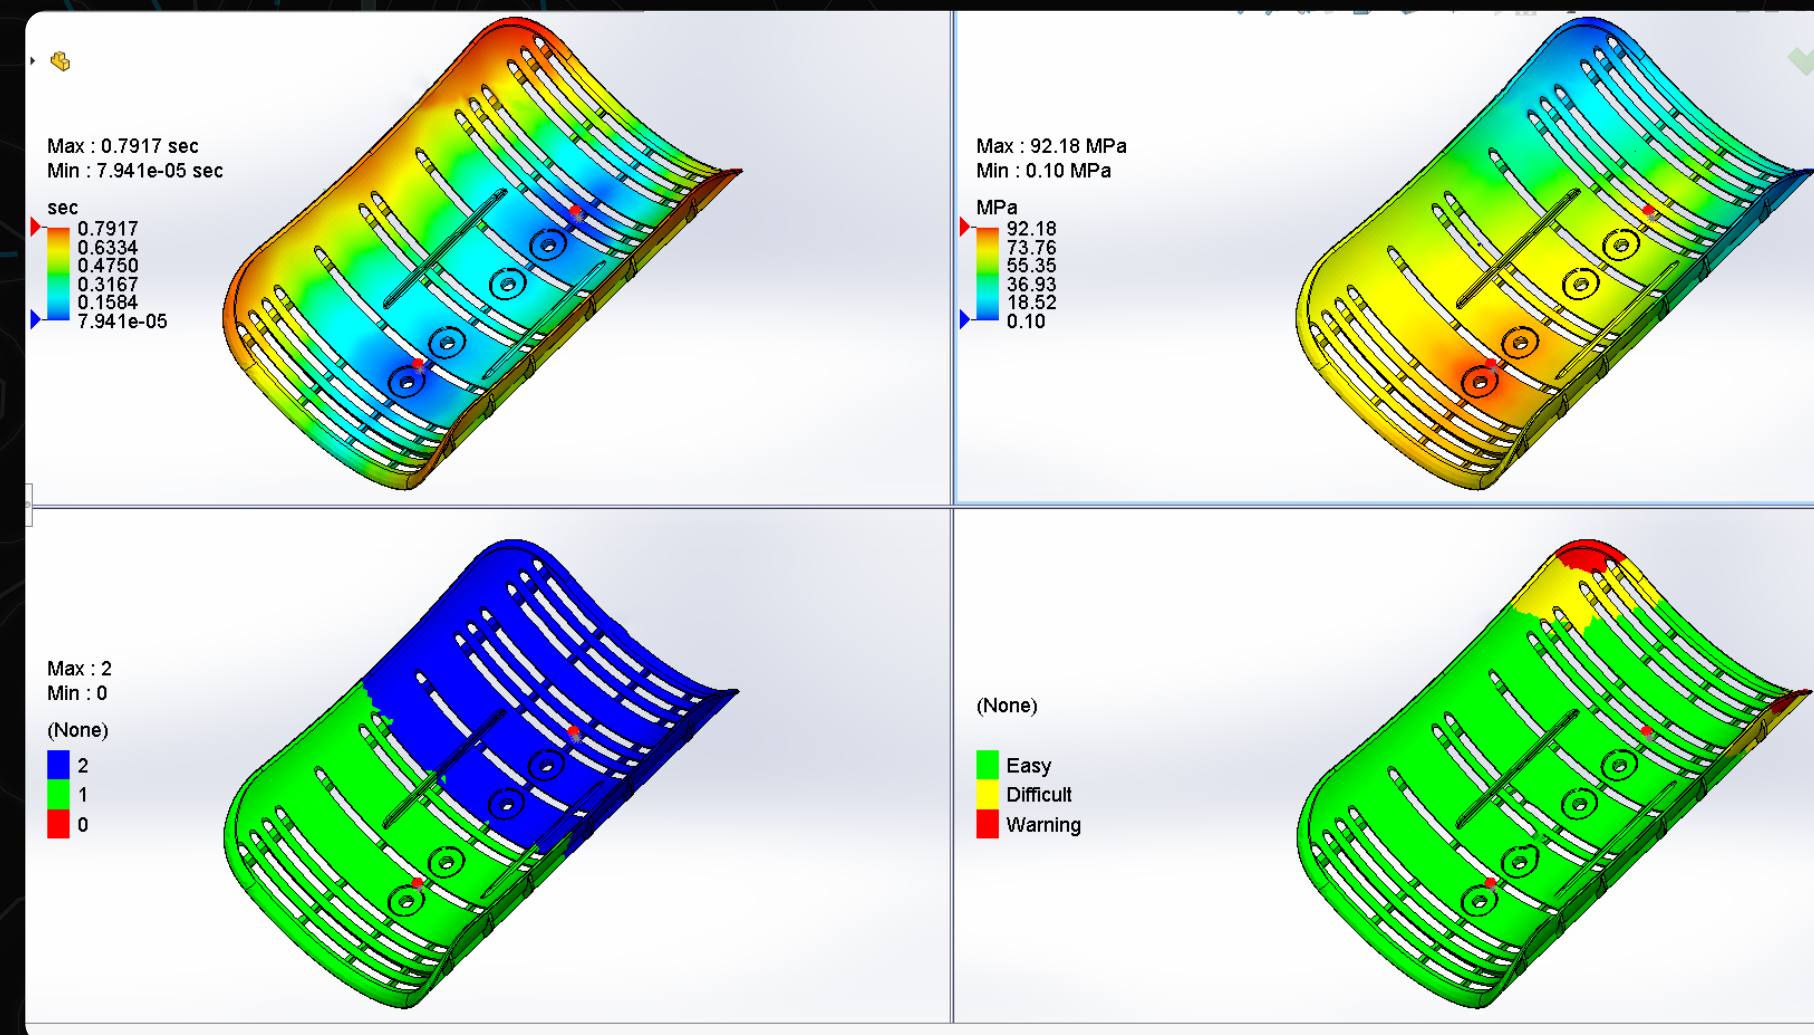 Max : 0.7917 sec
Min : 7.941e-05 sec
sec
0.7917
0.6334
0.4750
0.3167
0.1584
7.941e-05
Max : 92.18 MPa
Min : 0.10 MPa
MPa
92.18
73.76
55.35
36.93
18.52
0.10
Max : 2
Min : 0
(None)
2
1
0
(None)
Easy
Difficult
Warning